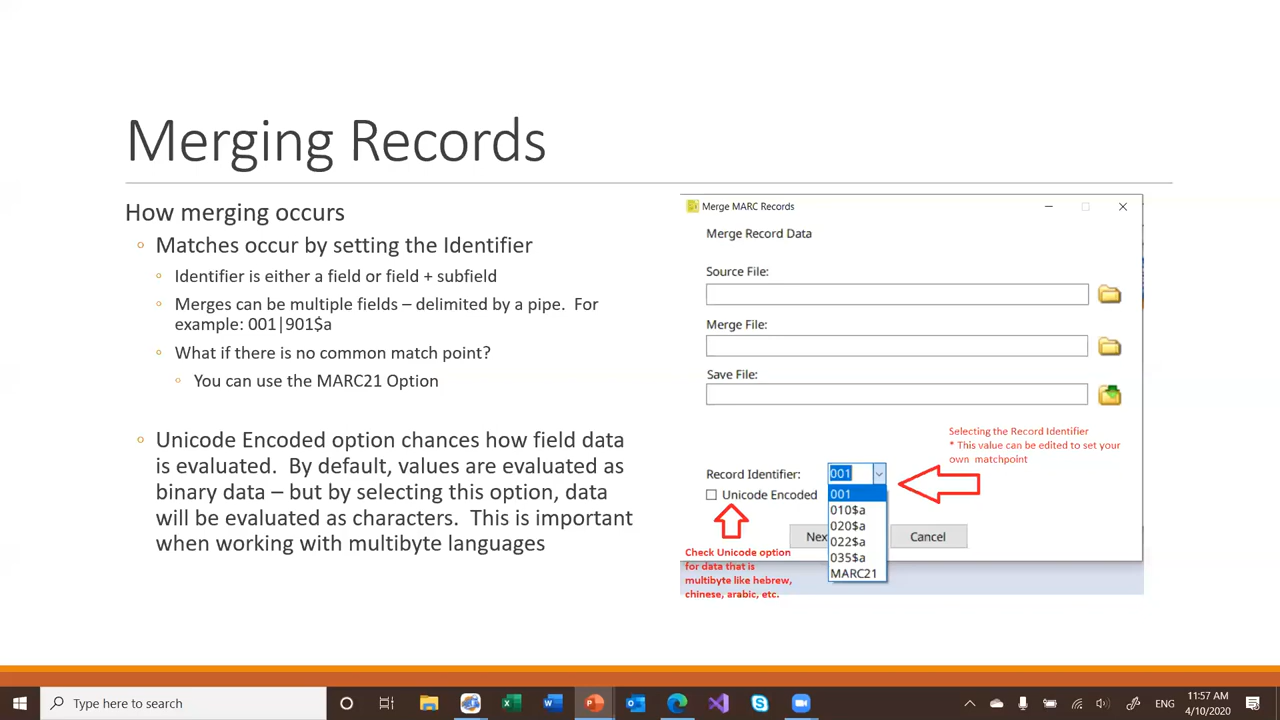 Merging Records
How merging occurs
Matches occur by setting the Identifier
Identifier is either a field or field + subfield
Merges can be multiple fields – delimited by a pipe.  For
example: 001|901$a
What if there is no common match point?
You can use the MARC21 Option
Unicode Encoded option chances how field data
is evaluated.  By default, values are evaluated as
binary data – but by selecting this option, data
will be evaluated as characters.  This is important
when working with multibyte languages
Merge MARC Records
Merge Record Data
Source File:
Merge File:
Save File:
Selecting the Record Identifier
* This value can be edited to set your
own matchpoint
Record Identifier: 001
001
Unicode Encoded
010$a
020$a
022$a
035$a
MARC21
Cancel
Check Unicode option
for data that is
multibyte like hebrew,
chinese, arabic, etc.
Type here to search
ENG
11:57 AM
4/10/2020